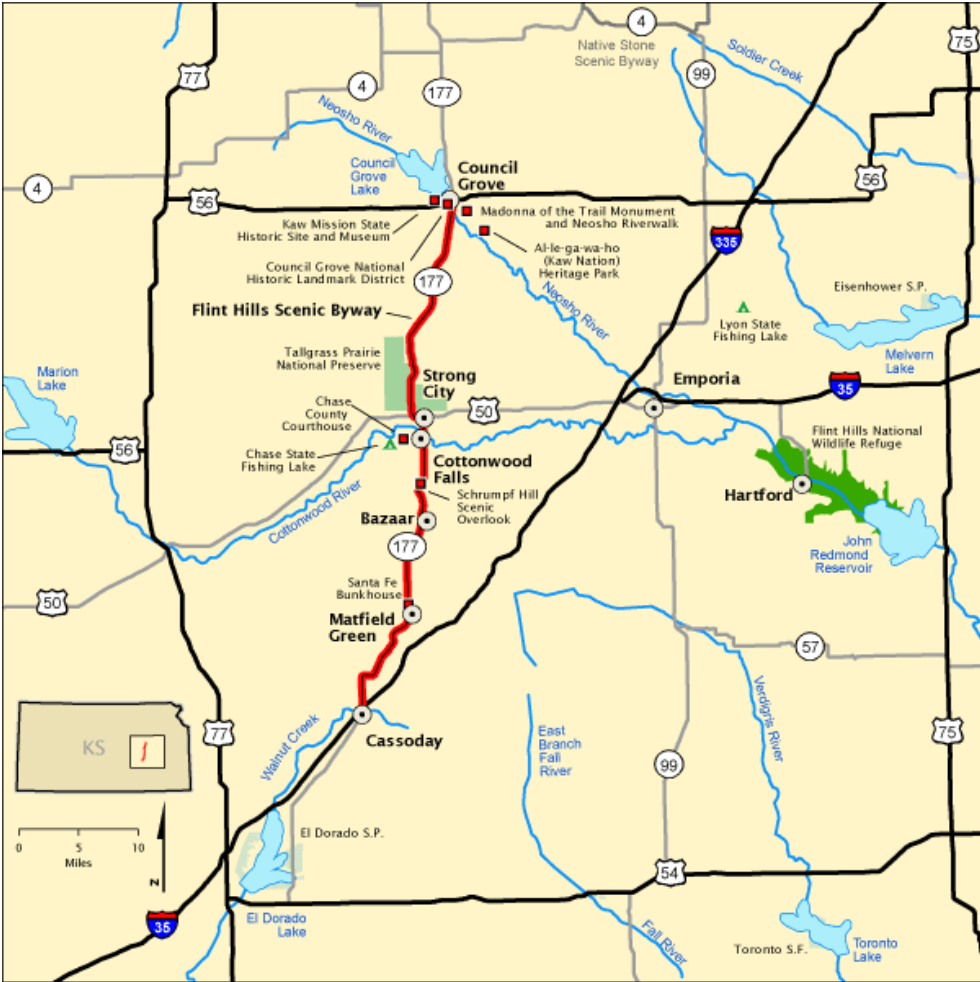 4
Native Stone
Scenic Byway
Soldier Creek
75
77
4
177
99
Neosho River
Council
Grove
Lake
Council
Grove
4
56
56
Kaw Mission State
Historic Site and Museum
Madonna of the Trail Monument
and Neosho Riverwalk
Council Grove National
Historic Landmark District
Al-le-ga-wa-ho
(Kaw Nation)
Heritage Park
335
177
Neosho River
Eisenhower S.P.
Flint Hills Scenic Byway
Lyon State
Fishing Lake
Tallgrass Prairie
National Preserve
Melvern
Lake
Marion
Lake
Strong
City
Emporia
35
Chase
County
Courthouse
50
Flint Hills National
Wildlife Refuge
56
Chase State
Fishing Lake
Cottonwood
Falls
Cottonwood River
Schrumpf Hill
Scenic
Overlook
Hartford
Bazaar
177
John
Redmond
Reservoir
50
Santa Fe
Bunkhouse
Matfield
Green
57
Verdigris River
KS
77
Walnut Creek
Cassoday
East
Branch
Fall
River
75
99
0
5
10
Miles
N
El Dorado S.P.
54
35
El Dorado
Lake
Fall River
Toronto S.F.
Toronto
Lake